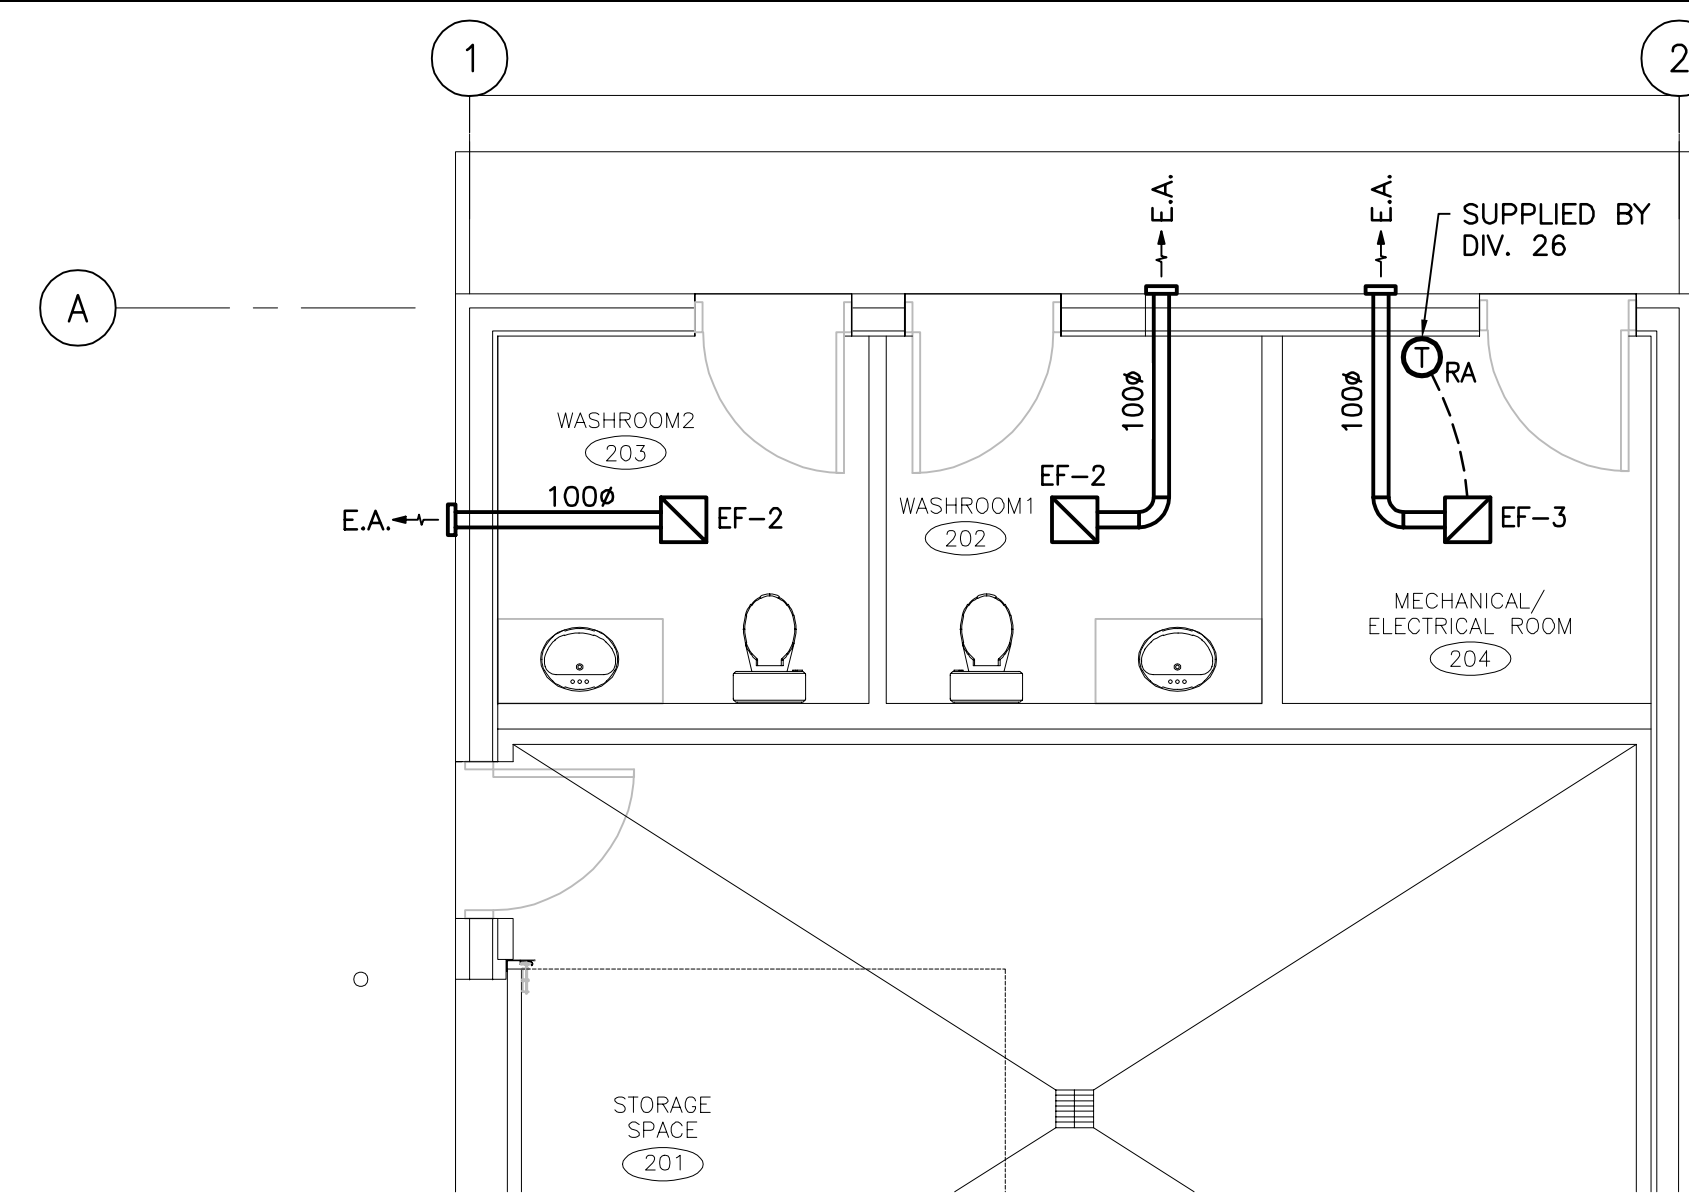 1
2
E.A.
E.A.
SUPPLIED BY
DIV. 26
A
T
RA
100ø
100ø
WASHROOM2
203
EF-2
100ø
WASHROOM1
202
E.A.
EF-2
EF-3
MECHANICAL/
ELECTRICAL ROOM
204
STORAGE
SPACE
201